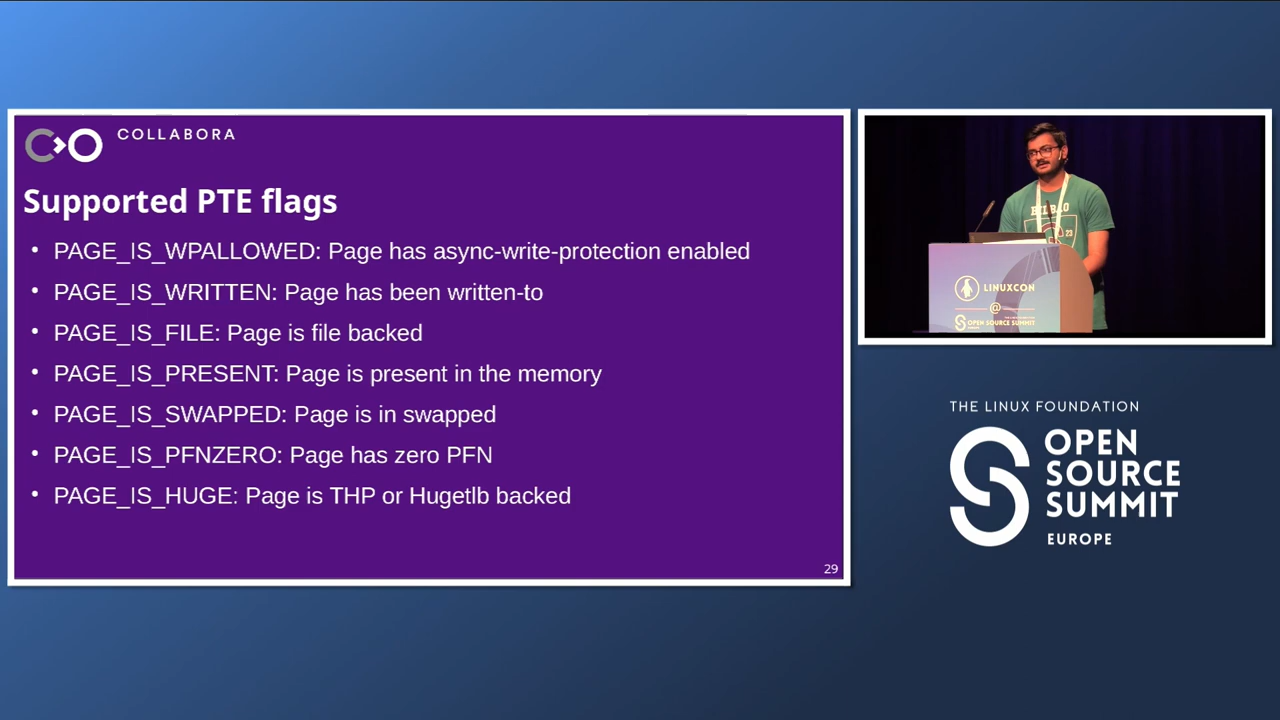 COLLABORA
Supported PTE flags
• PAGE_IS_WPALLOWED: Page has async-write-protection enabled
• PAGE_IS_WRITTEN: Page has been written-to
• PAGE_IS_FILE: Page is file backed
• PAGE_IS_PRESENT: Page is present in the memory
• PAGE_IS_SWAPPED: Page is in swapped
• PAGE_IS_PFNZERO: Page has zero PFN
• PAGE_IS_HUGE: Page is THP or Hugetlb backed
29
BILBAO
23
LINUXCON
@
OPEN SOURCE SUMMIT
THE LINUX FOUNDATION
OPEN
SOURCE
SUMMIT
EUROPE